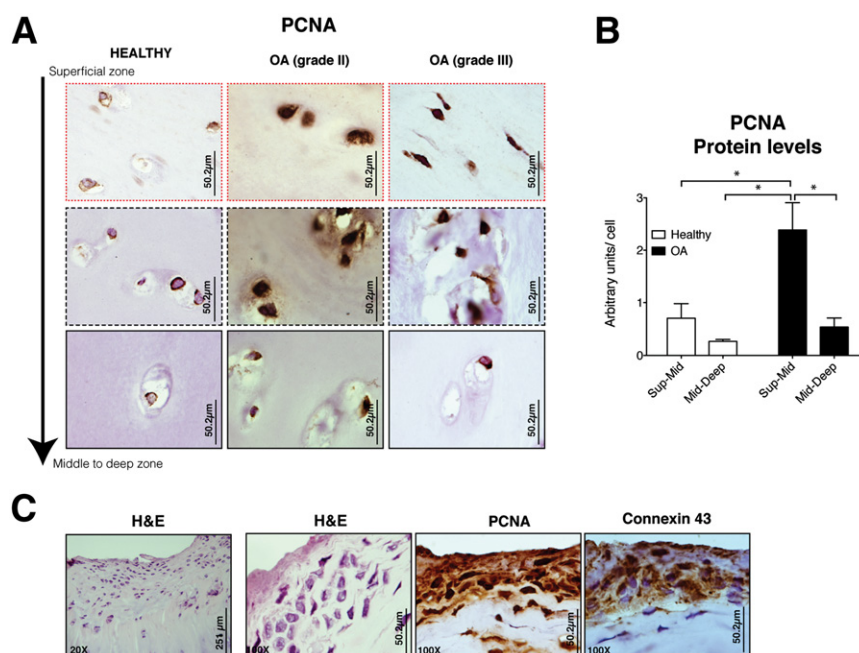 A
PCNA
HEALTHY
OA (grade II)
OA (grade III)
Superficial zone
50.2µm
50.2µm
50.2µm
50.2µm
50.2µm
50.2µm
50.2µm
50.2µm
50.2µm
Middle to deep zone
B
PCNA
Protein levels
* 
* *
3
2
1
0
Arbitrary units/ cell
Healthy
OA
Sup-Mid
Mid-Deep
Sup-Mid
Mid-Deep
C
H&E
H&E
PCNA
Connexin 43
20X
251 µm
100X
50.2µm
100X
50.2µm
100X
50.2µm